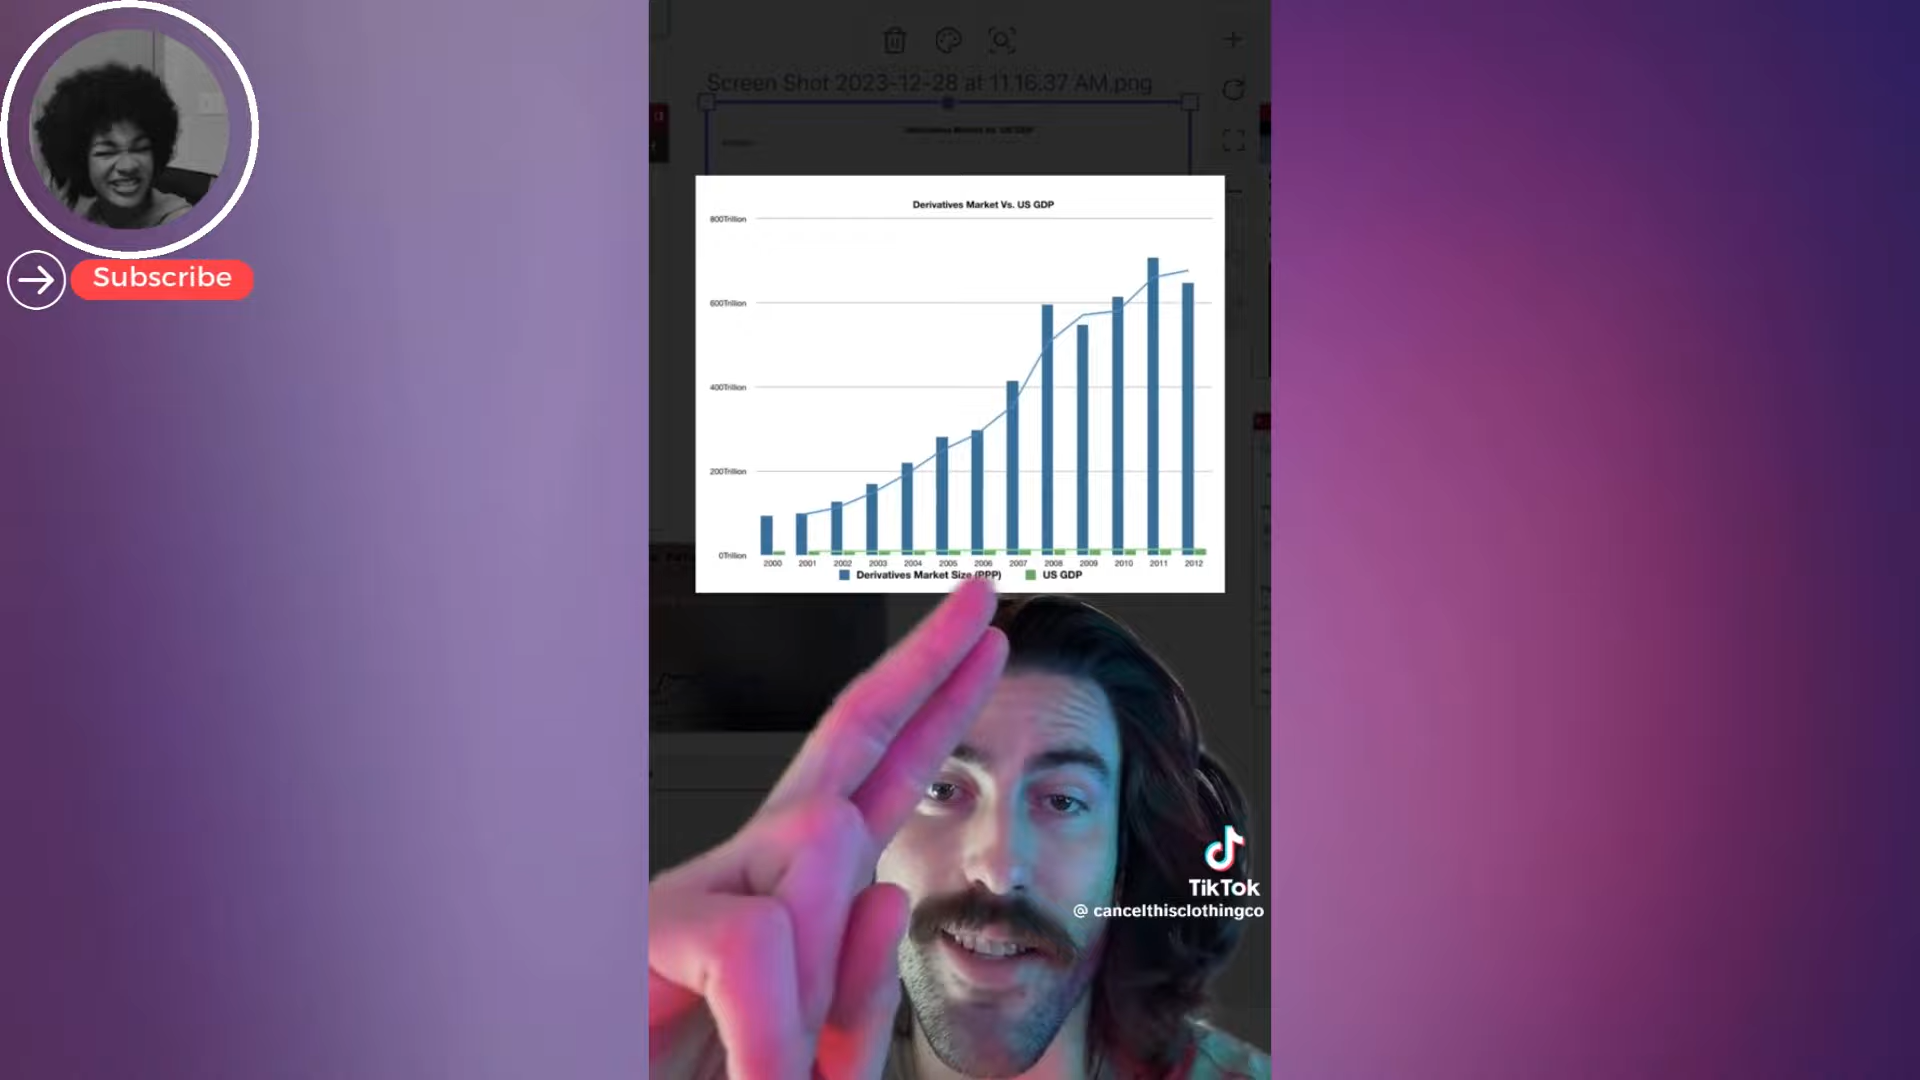 Screen Shot 2023-12-28 at 11.16.37 AM.png
Subscribe
Derivatives Market Vs. US GDP
800Trillion
600Trillion
400Trillion
200Trillion
0Trillion
2000 2001 2002 2003 2004 2005 2006 2007 2008 2009 2010 2011 2012
Derivatives Market Size (PPP) US GDP
TikTok
@ cancelthisclothingco